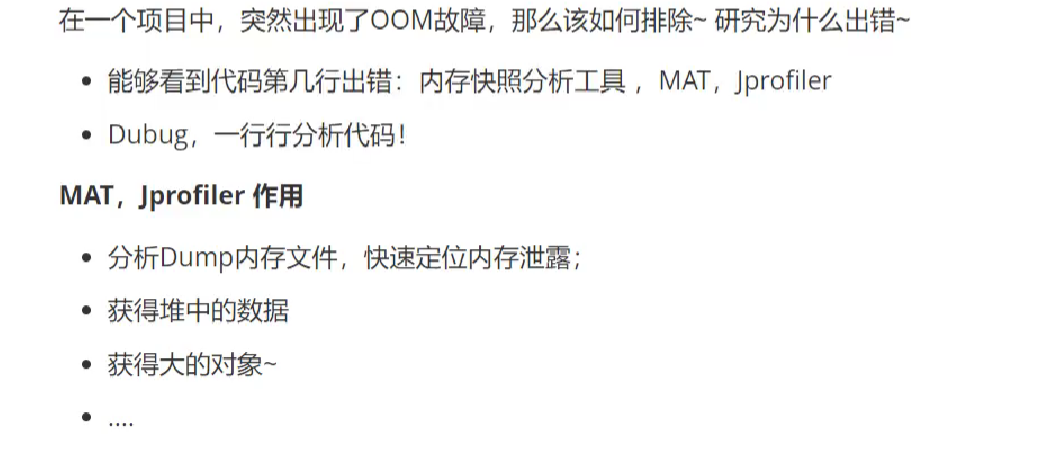 在一个项目中，突然出现了OOM故障，那么该如何排除~ 研究为什么出错~
能够看到代码第几行出错：内存快照分析工具 ，MAT，Jprofiler
Dubug，一行行分析代码！
MAT，Jprofiler 作用
分析Dump内存文件，快速定位内存泄露；
获得堆中的数据
获得大的对象~
....